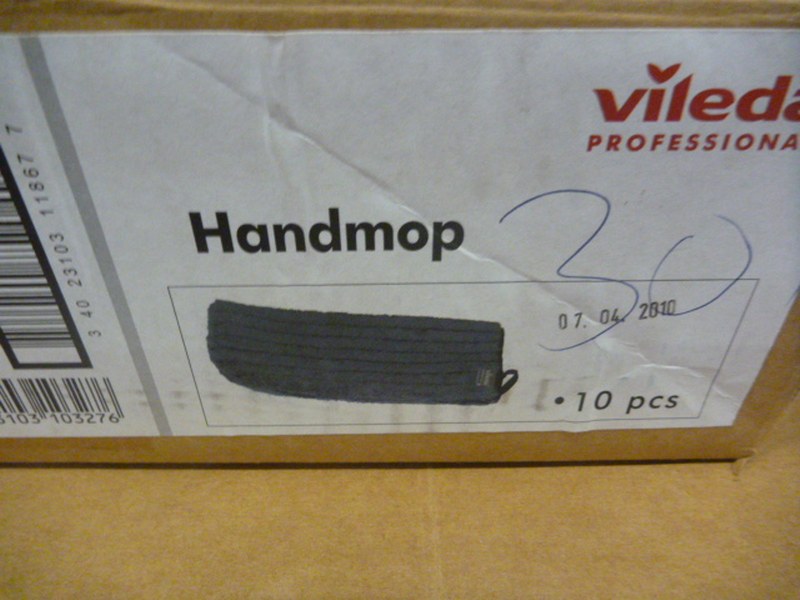 vileda
PROFESSIONA
Handmop
30
07. 04. 2010
• 10 pcs
3 40 23103 11867 7
3103 103276